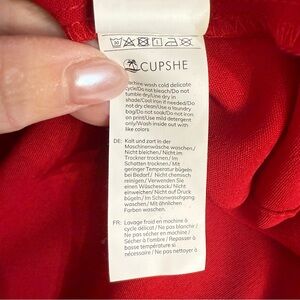 CUPSHE
Machine wash cold delicate
cycle/Do not bleach/Do not
tumble dry/Line dry in
shade/Cool iron if needed/Do
not dry clean/Use a laundry
bag/Do not soak/Do not iron
on print/Use mild detergent
only/Wash inside out with
like colors
DE: Kalt und zart in der
Maschinenwäsche waschen/
Nicht bleichen/ Nicht im
Trockner trocknen/ Im
Schatten trocknen/ Mit
geringer Temperatur bügeln
bei Bedarf/ Nicht chemisch
reinigen/ Verwenden Sie
einen Wäschesack/ Nicht
einweichen/ Nicht auf Druck
bügeln/ Im Schonwaschgang
waschen/ Mit ähnlichen
Farben waschen.
FR: Lavage froid en machine à
cycle délicat / Ne pas blanchir
/ Ne pas sécher en machine /
Sécher à l'ombre / Repasser à
basse température si
nécessaire / Ne pas nettoyer à